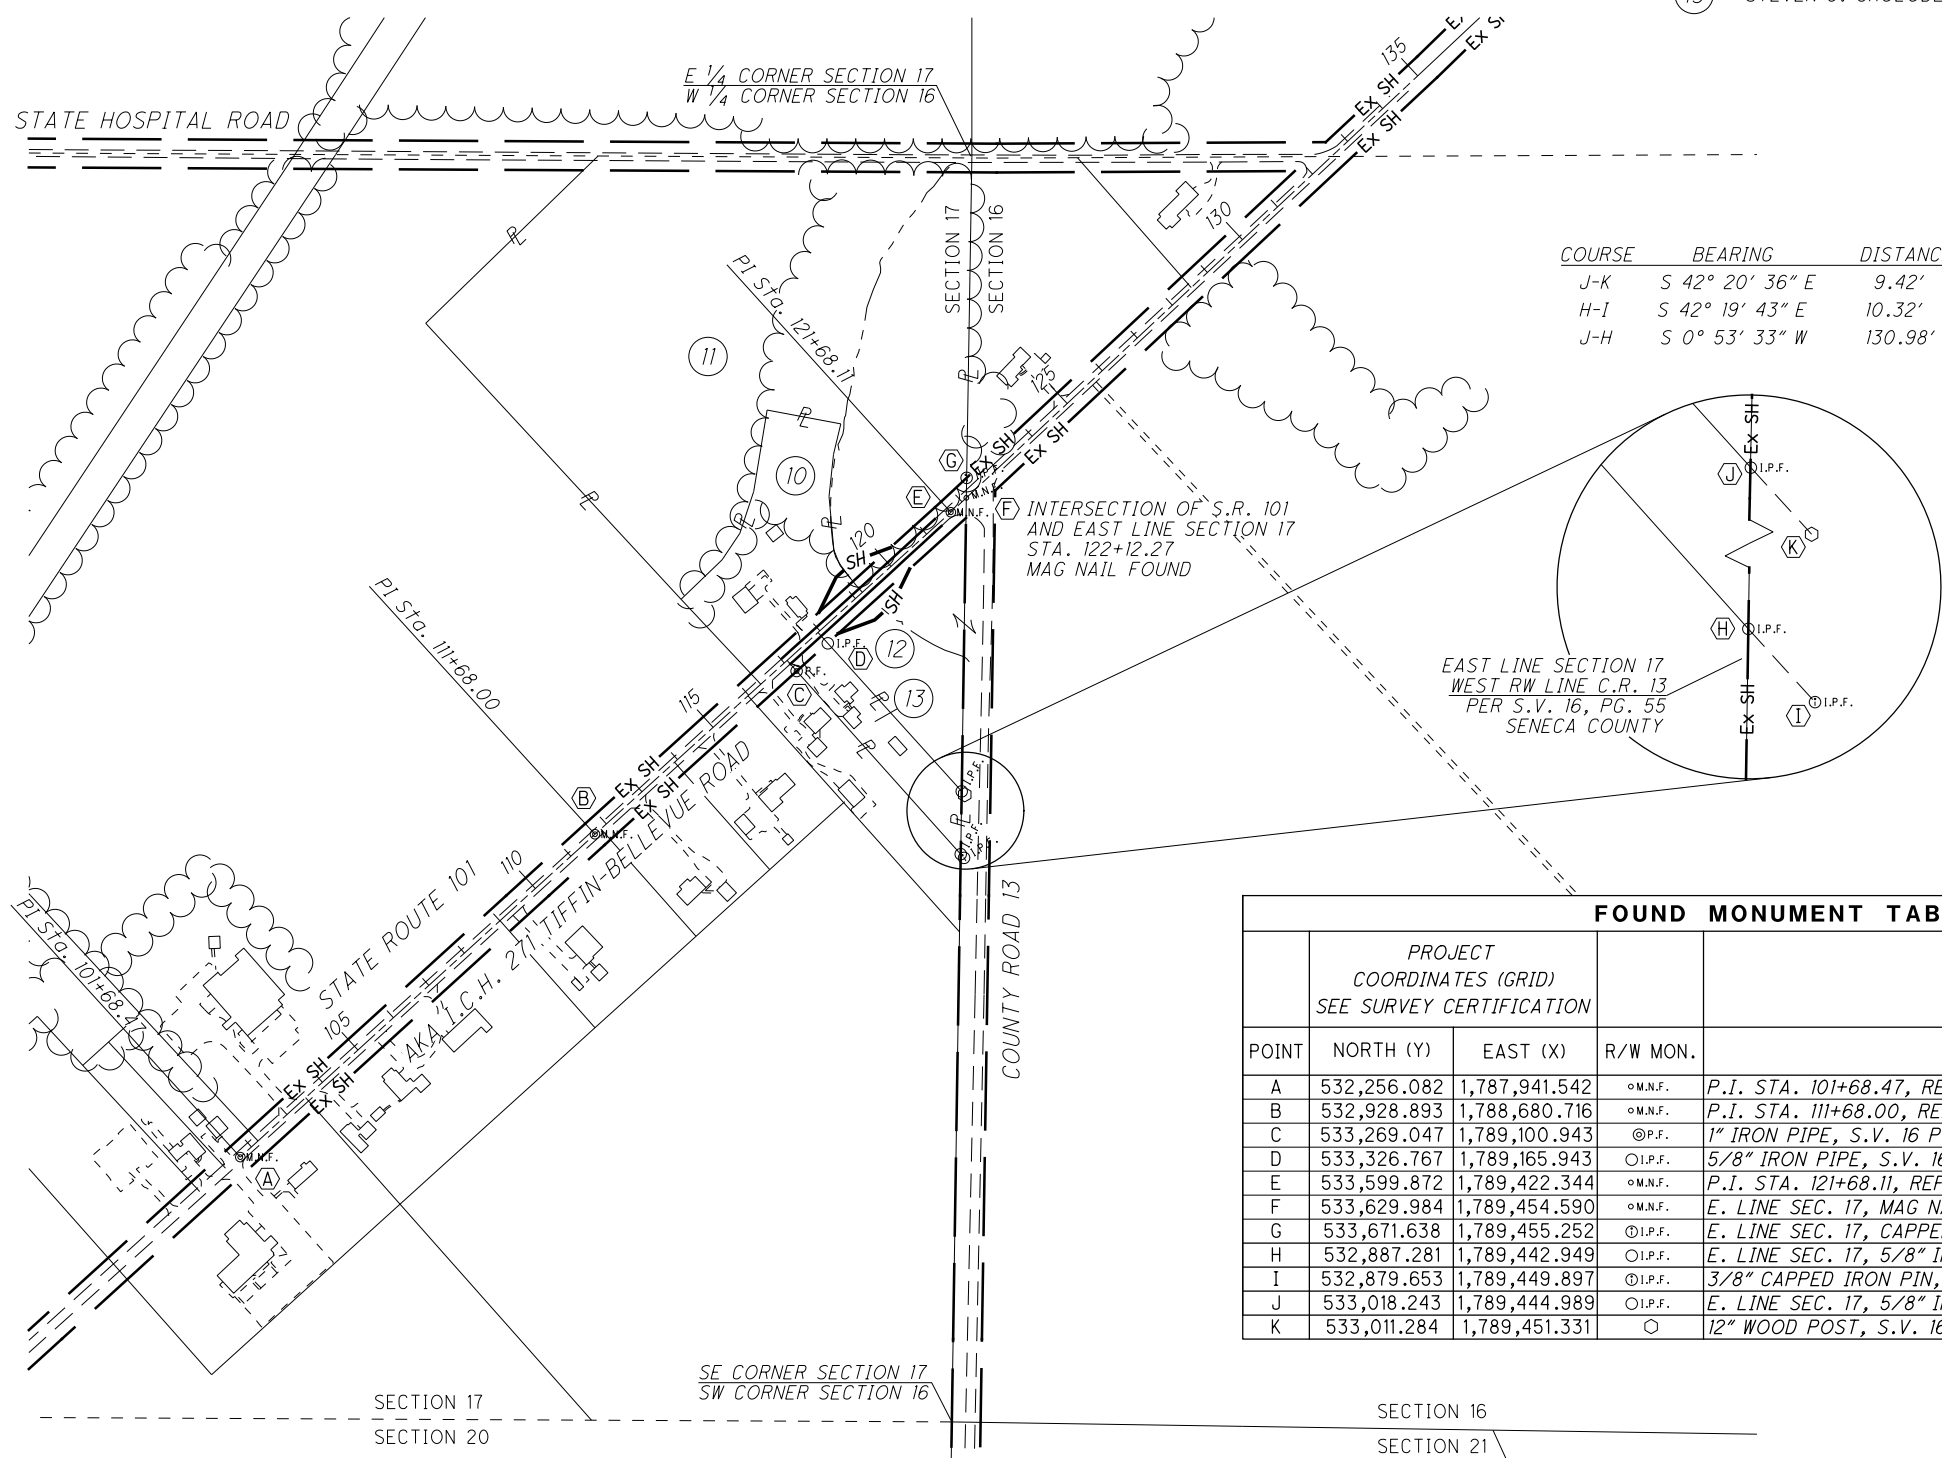 E 1/4 CORNER SECTION 17
W 1/4 CORNER SECTION 16
STATE HOSPITAL ROAD
135
Ex SH
Ex SH
130
SECTION 17
SECTION 16
PI Sta. 121+68.11
11
10
125
Ex SH
Ex SH
G
E
M.N.F.
M.N.F.
F
INTERSECTION OF S.R. 101
AND EAST LINE SECTION 17
STA. 122+12.27
MAG NAIL FOUND
120
SH
SH
COURSE BEARING
J-K S 42° 20' 36" E 9.42'
H-I S 42° 19' 43" E 10.32'
J-H S 0° 53' 33" W 130.98'
Ex SH
J
I.P.F.
K
H
I.P.F.
EAST LINE SECTION 17
WEST RW LINE C.R. 13
PER S.V. 16, PG. 55
SENECA COUNTY
Ex SH
I
I.P.F.
PI Sta. 111+68.00
I.P.F.
D
12
P.F.
C
13
115
Ex SH
Ex SH
B
M.N.F.
I.P.F.
I.P.F.
110
STATE ROUTE 101
AKA I.C.H. 271 TIFFIN-BELLEVUE ROAD
COUNTY ROAD 13
PI Sta. 101+68.47
105
Ex SH
Ex SH
M.N.F.
A
FOUND MONUMENT
PROJECT
COORDINATES (GRID)
SEE SURVEY CERTIFICATION
POINT NORTH (Y) EAST (X) R/W MON.
A 532,256.082 1,787,941.542 M.N.F. P.I. STA. 101+68.47,
B 532,928.893 1,788,680.716 M.N.F. P.I. STA. 111+68.00,
C 533,269.047 1,789,100.943 P.F. 1" IRON PIPE, S.V. 16
D 533,326.767 1,789,165.943 I.P.F. 5/8" IRON PIPE, S.V.
E 533,599.872 1,789,422.344 M.N.F. P.I. STA. 121+68.11,
F 533,629.984 1,789,454.590 M.N.F. E. LINE SEC. 17, MAG
G 533,671.638 1,789,455.252 I.P.F. E. LINE SEC. 17,
H 532,887.281 1,789,442.949 I.P.F. E. LINE SEC. 17, 5/8"
I 532,879.653 1,789,449.897 I.P.F. 3/8" CAPPED IRON PIN,
J 533,018.243 1,789,444.989 I.P.F. E. LINE SEC. 17, 5/8"
K 533,011.284 1,789,451.331 12" WOOD POST, S.V.
SE CORNER SECTION 17
SW CORNER SECTION 16
SECTION 17
SECTION 20
SECTION 16
SECTION 21